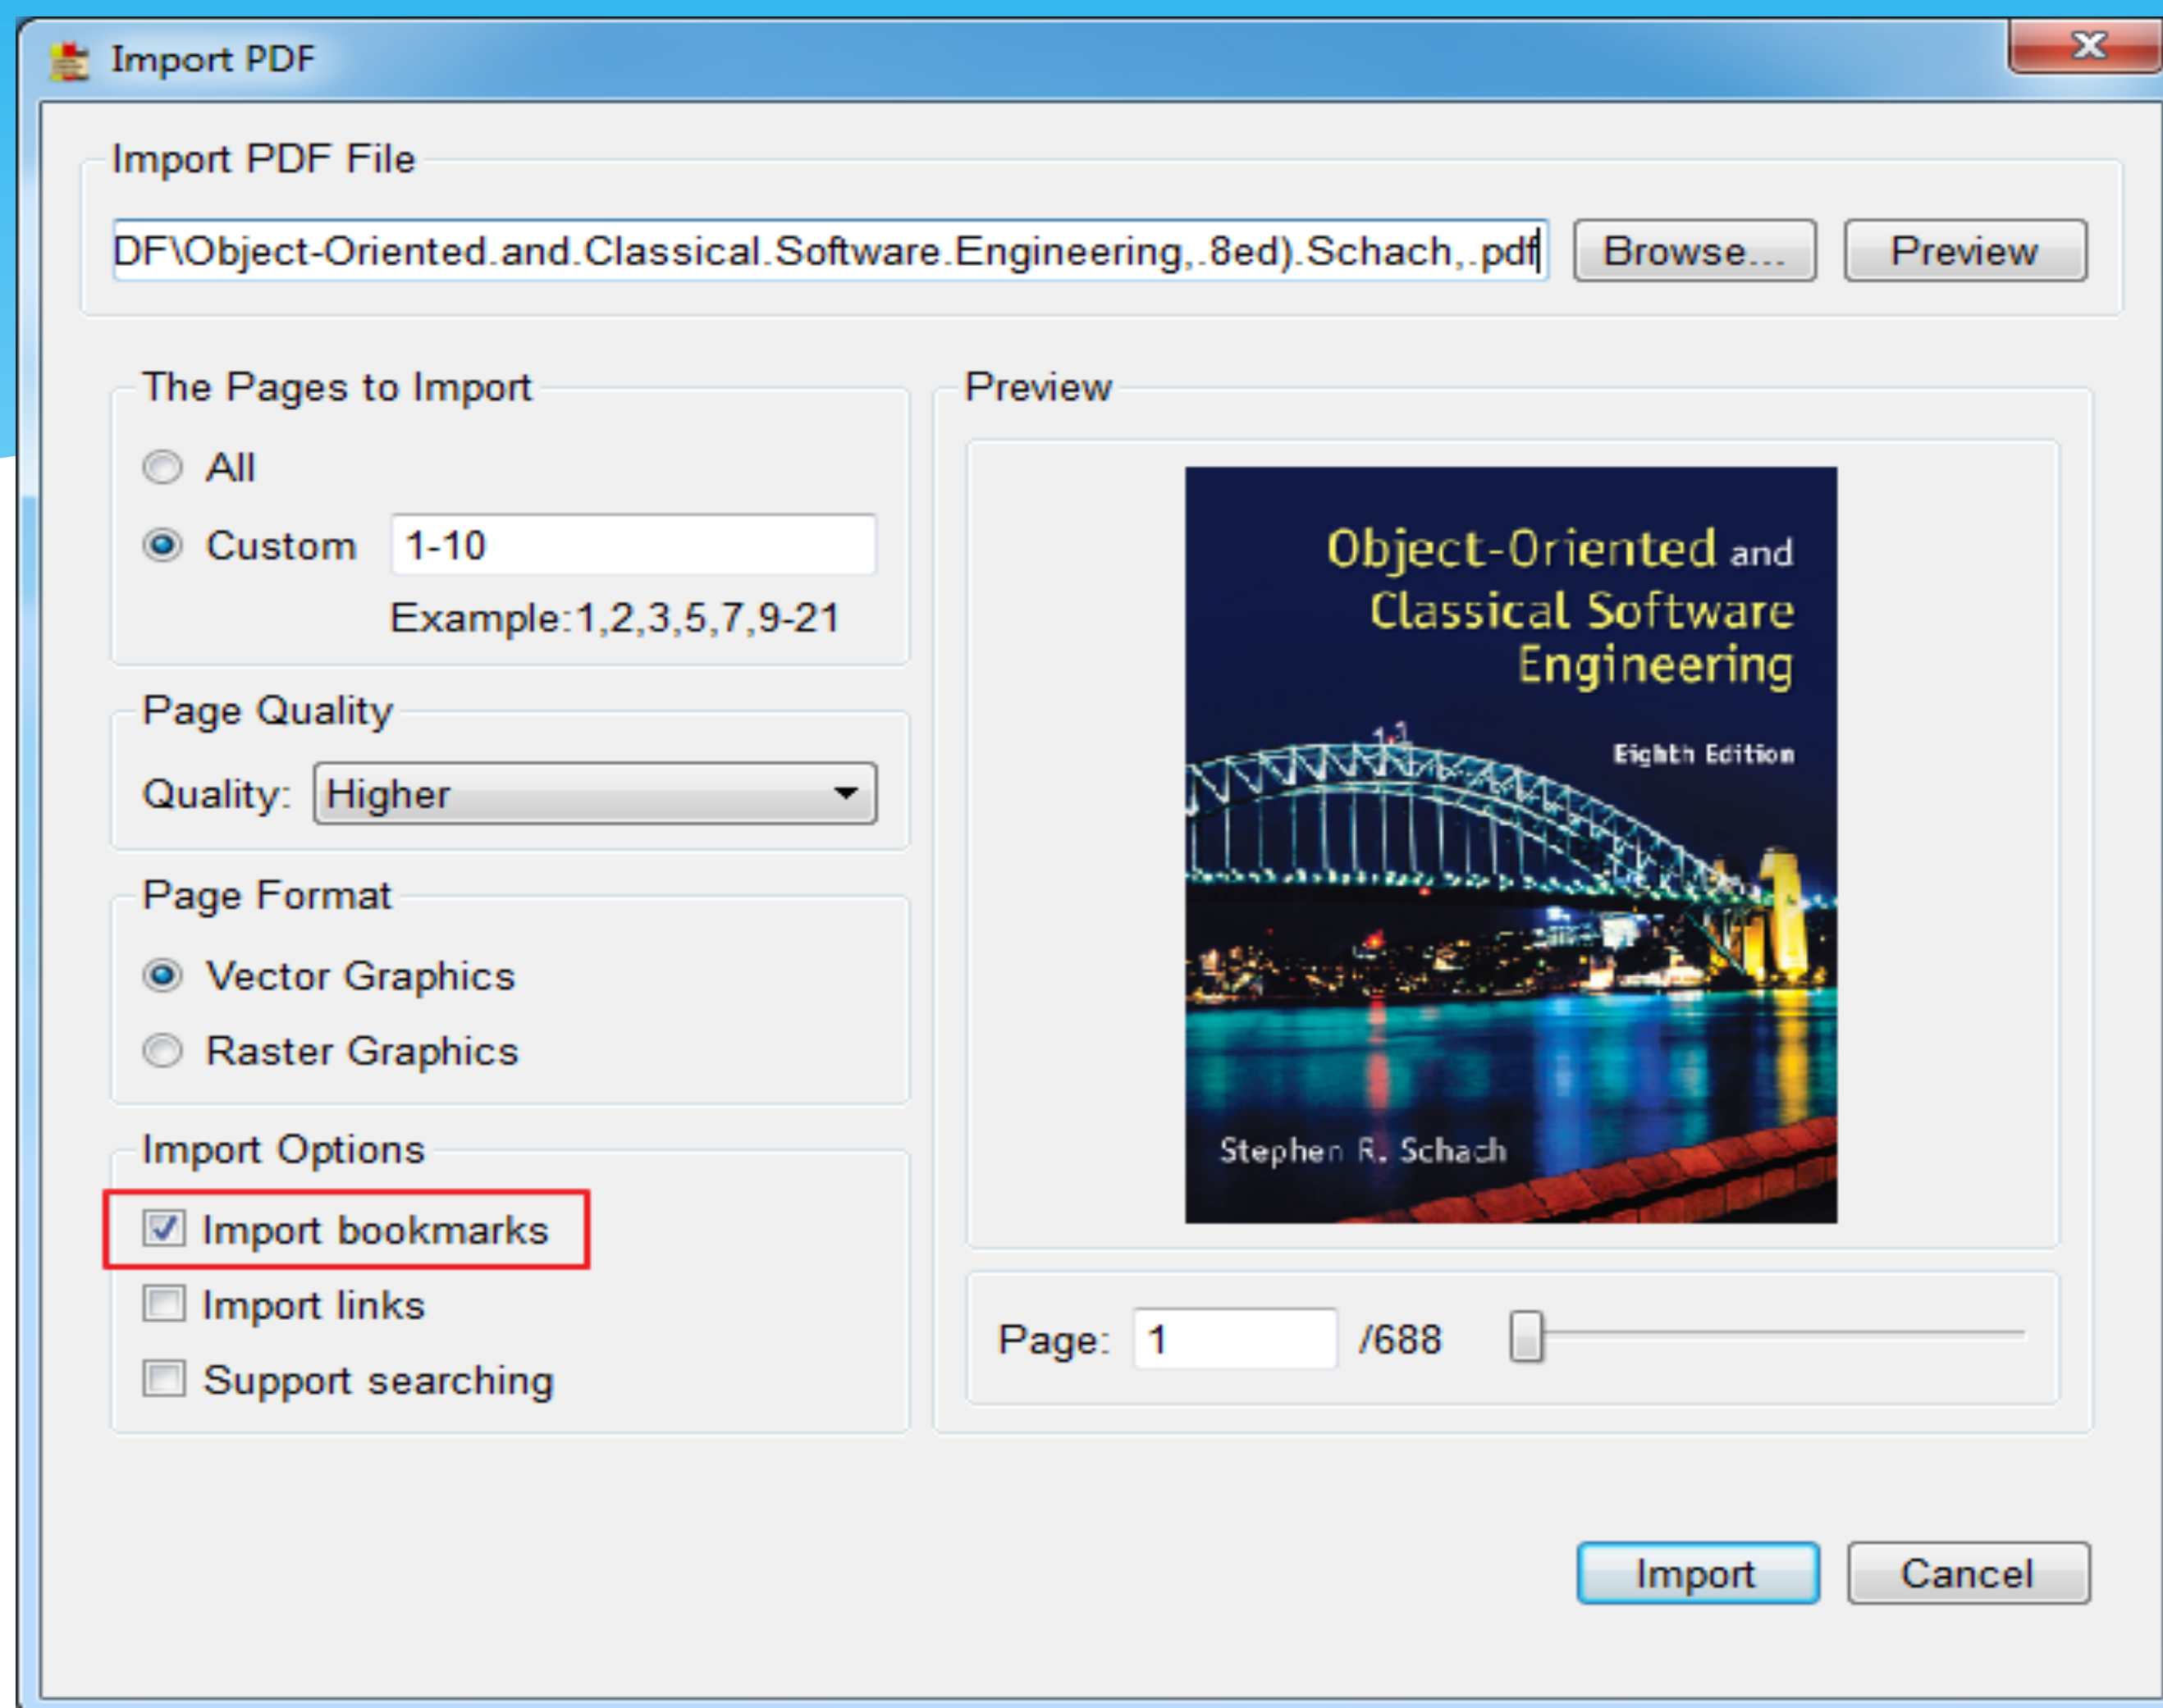 Import PDF
Import PDF File
DF\Object-Oriented.and.Classical.Software.Engineering,.8ed).Schach,.pdf
Browse...
Preview
The Pages to Import
All
Custom 1-10
Example:1,2,3,5,7,9-21
Page Quality
Quality: Higher
Page Format
Vector Graphics
Raster Graphics
Import Options
Import bookmarks
Import links
Support searching
Preview
Object-Oriented and
Classical Software
Engineering
Eighth Edition
Stephen R. Schach
Page: 1 /688
Import
Cancel